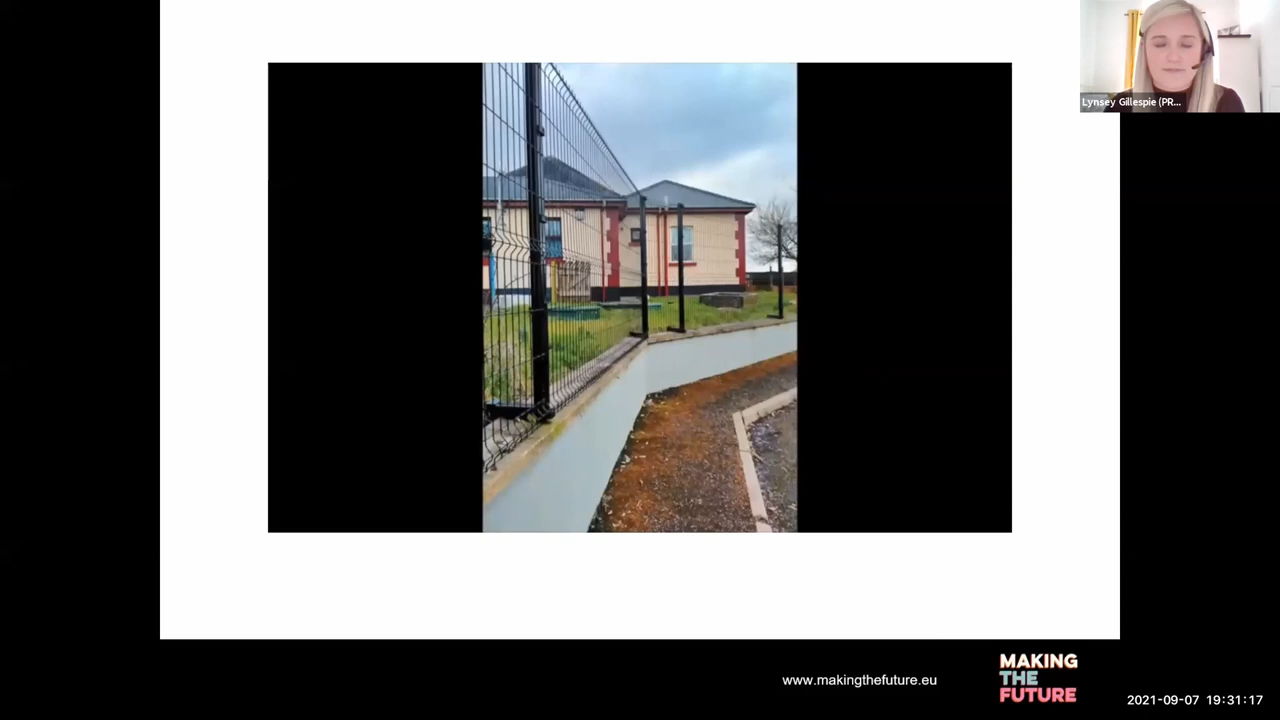 Lynsey Gillespie (PR...
www.makingthefuture.eu
MAKING
THE
FUTURE
2021-09-07 19:31:17